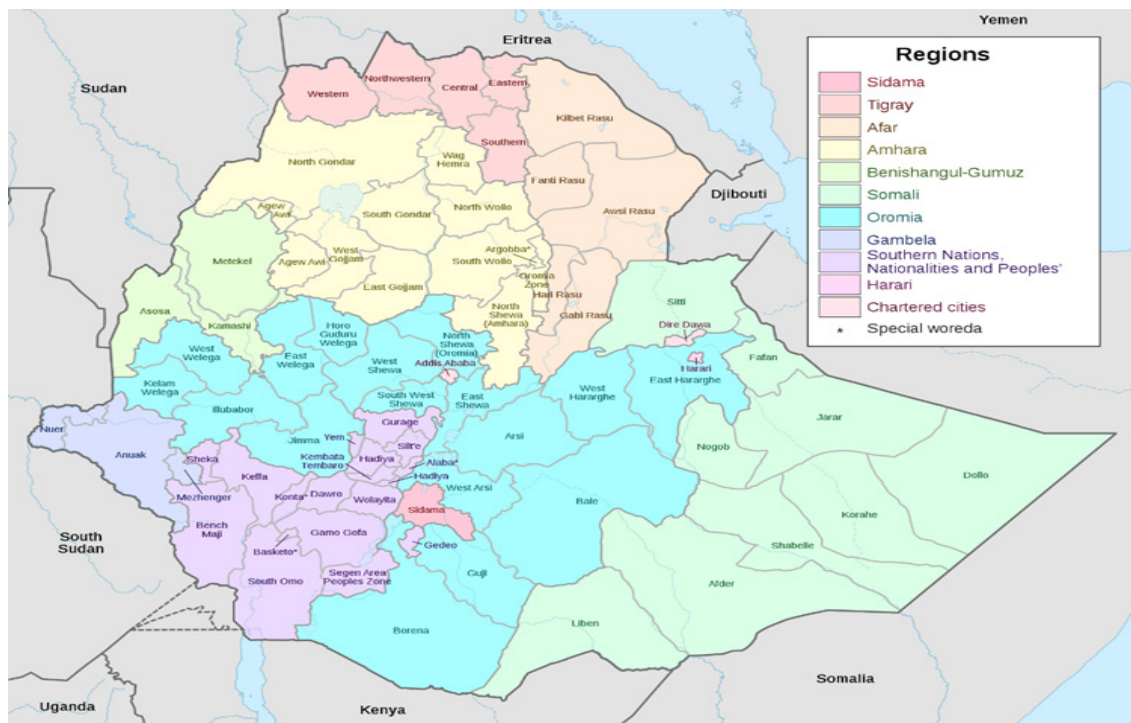 Yemen
Eritrea
Sudan
Regions
Sidama
Tigray
Afar
Amhara
Benishangul-Gumuz
Somali
Oromia
Gambela
Southern Nations,
Nationalities and Peoples'
Harari
Chartered cities
* Special woreda
Western
Northwestern
Central
Eastern
Southern
Kilbet Rasu
North Gondar
Wag
Hemra
Fanti Rasu
Djibouti
Awsi Rasu
Agew
Awi
South Gondar
North Wollo
Metekel
Agew Awi
West
Gojjam
Argobba*
South Wollo
Oromia
Zone
East Gojjam
Hari Rasu
Asosa
Kamashi
North
Shewa
(Amhara)
Gabi Rasu
Sitti
Dire Dawa
Horo
Guduru
Welega
North
Shewa
(Oromia)
West
Welega
East
Welega
West
Shewa
Addis Ababa
Harari
East Hararghe
Fafan
Kelam
Welega
South West
Shewa
East
Shewa
West
Hararghe
Illubabor
Jarar
Nuer
Anuak
Jimma
Gurage
Yem
Silt'e
Arsi
Nogob
Sheka
Keffa
Kembata
Tembaro
Hadiya
Alaba*
Hadiya
Dollo
Mezhenger
Konta*
Dawro
Wolayita
West Arsi
Bale
Korahe
Sidama
Bench
Maji
Gamo Gofa
Basketo*
Gedeo
Shabelle
South
Sudan
South Omo
Segen Area
Peoples Zone
Guji
Afder
Borena
Liben
Somalia
Uganda
Kenya